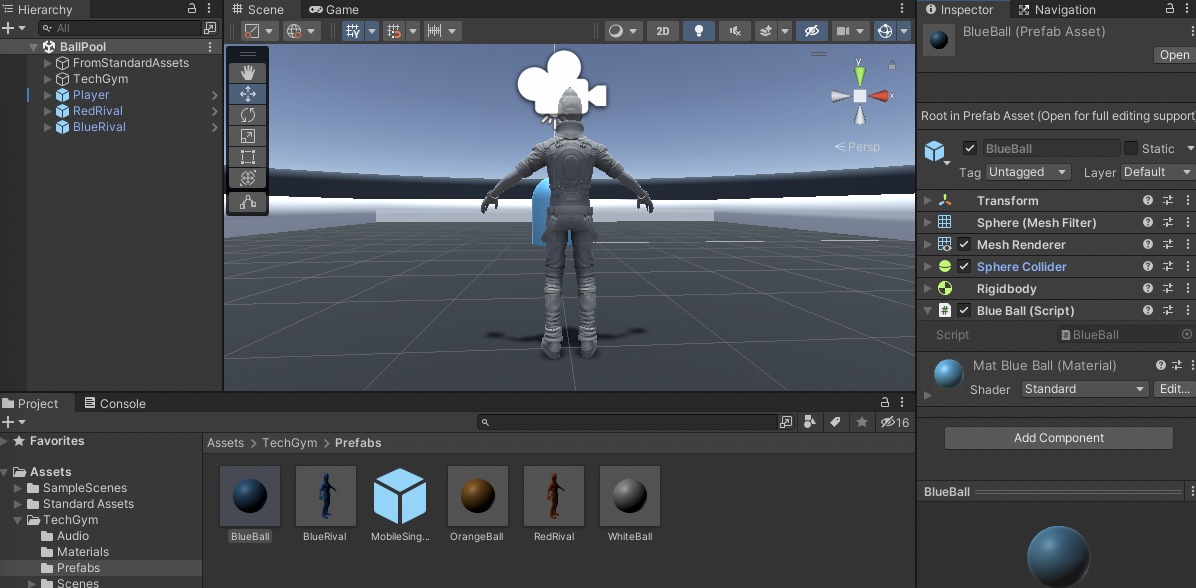 Hierarchy
All
BallPool
FromStandardAssets
TechGym
Player
RedRival
BlueRival
Scene
Game
2D
y
x
Persp
Inspector
Navigation
BlueBall (Prefab Asset)
Open
Root in Prefab Asset (Open for full editing support
BlueBall
Static
Tag Untagged Layer Default
Transform
Sphere (Mesh Filter)
Mesh Renderer
Sphere Collider
Rigidbody
# Blue Ball (Script)
Script BlueBall
Mat Blue Ball (Material)
Shader Standard Edit...
Add Component
BlueBall
Project
Console
16
Favorites
Assets
SampleScenes
Standard Assets
TechGym
Audio
Materials
Prefabs
Scenes
Assets > TechGym > Prefabs
BlueBall
BlueRival
MobileSing...
OrangeBall
RedRival
WhiteBall